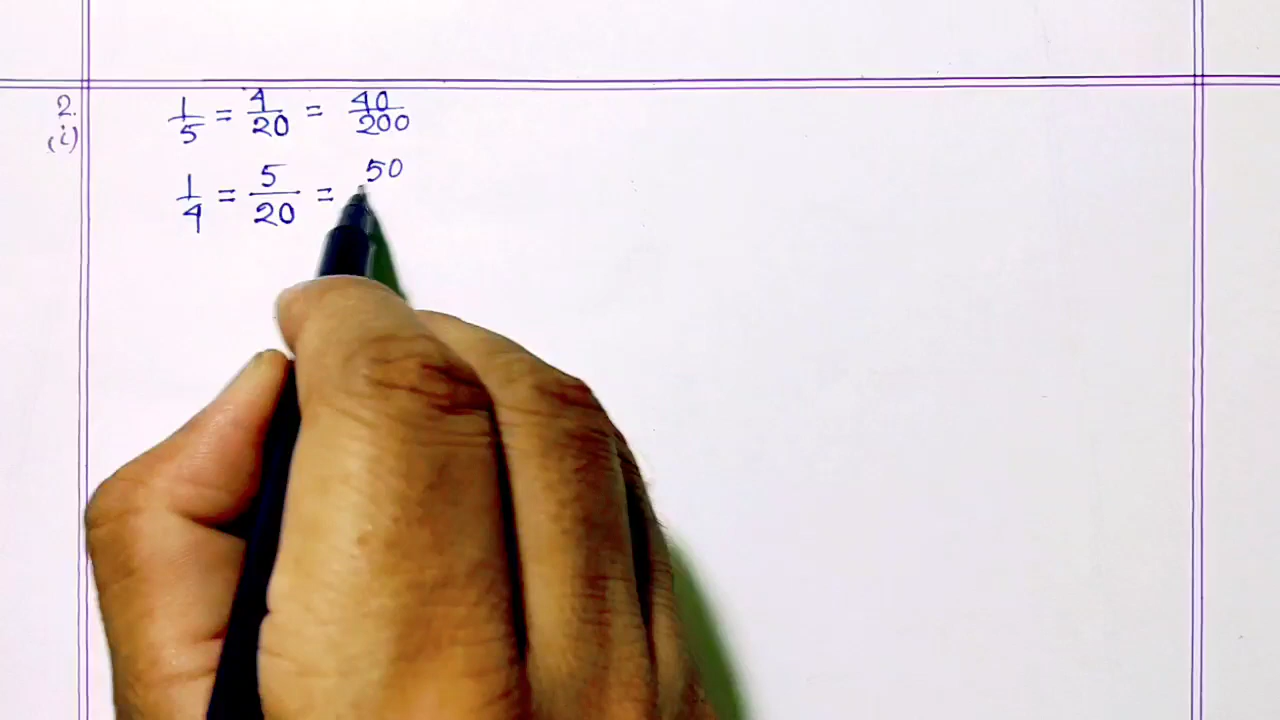 2.
(i)
1/5 = 4/20 = 40/200
1/4 = 5/20 = 50